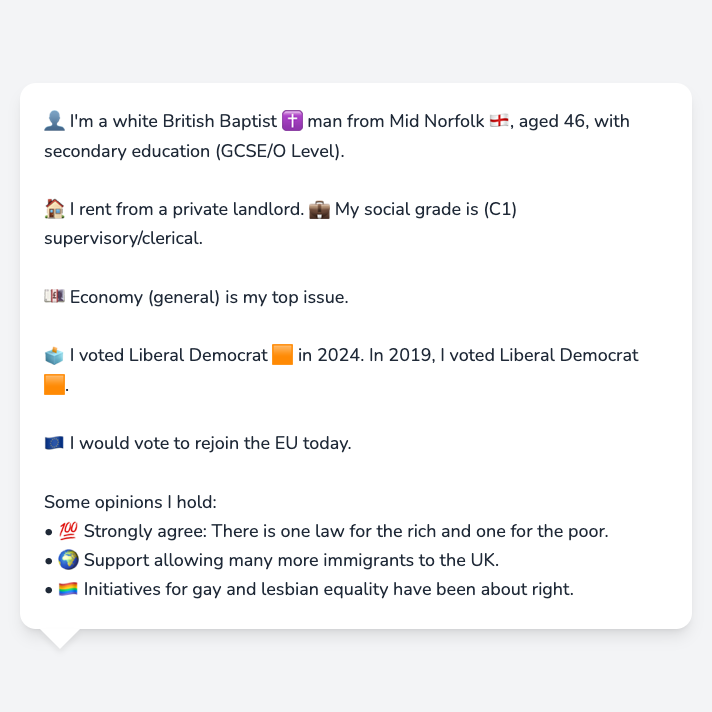 👤 I'm a white British Baptist ✝️ man from Mid Norfolk 🏴󠁧󠁢󠁥󠁮󠁧󠁿, aged 46, with
secondary education (GCSE/O Level).
🏠 I rent from a private landlord. 💼 My social grade is (C1)
supervisory/clerical.
💷 Economy (general) is my top issue.
🗳️ I voted Liberal Democrat 🟧 in 2024. In 2019, I voted Liberal Democrat
🟧.
🇪🇺 I would vote to rejoin the EU today.
Some opinions I hold:
• 💯 Strongly agree: There is one law for the rich and one for the poor.
• 🌍 Support allowing many more immigrants to the UK.
• 🏳️‍🌈 Initiatives for gay and lesbian equality have been about right.